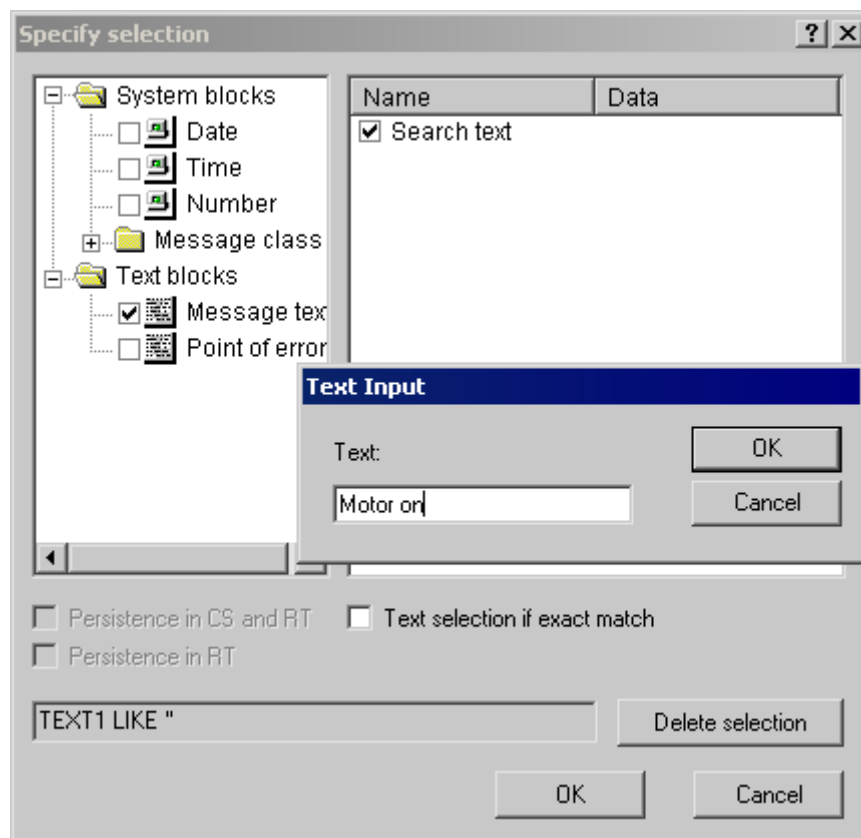 Specify selection
System blocks
Date
Time
Number
Message class
Text blocks
Message tex
Point of error
Name Data
Search text
Text Input
Text:
OK
Motor on
Cancel
Persistence in CS and RT
Text selection if exact match
Persistence in RT
TEXT1 LIKE "
Delete selection
OK
Cancel